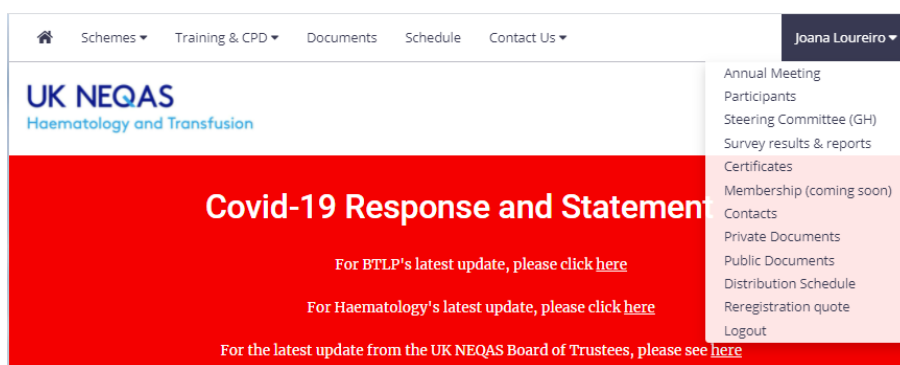 Schemes Training & CPD Documents Schedule Contact Us Joana Loureiro
UK NEQAS
Haematology and Transfusion
Annual Meeting
Participants
Steering Committee (GH)
Survey results & reports
Certificates
Membership (coming soon)
Contacts
Private Documents
Public Documents
Distribution Schedule
Reregistration quote
Logout
Covid-19 Response and Statement
For BTLP's latest update, please click here
For Haematology's latest update, please click here
For the latest update from the UK NEQAS Board of Trustees, please see here